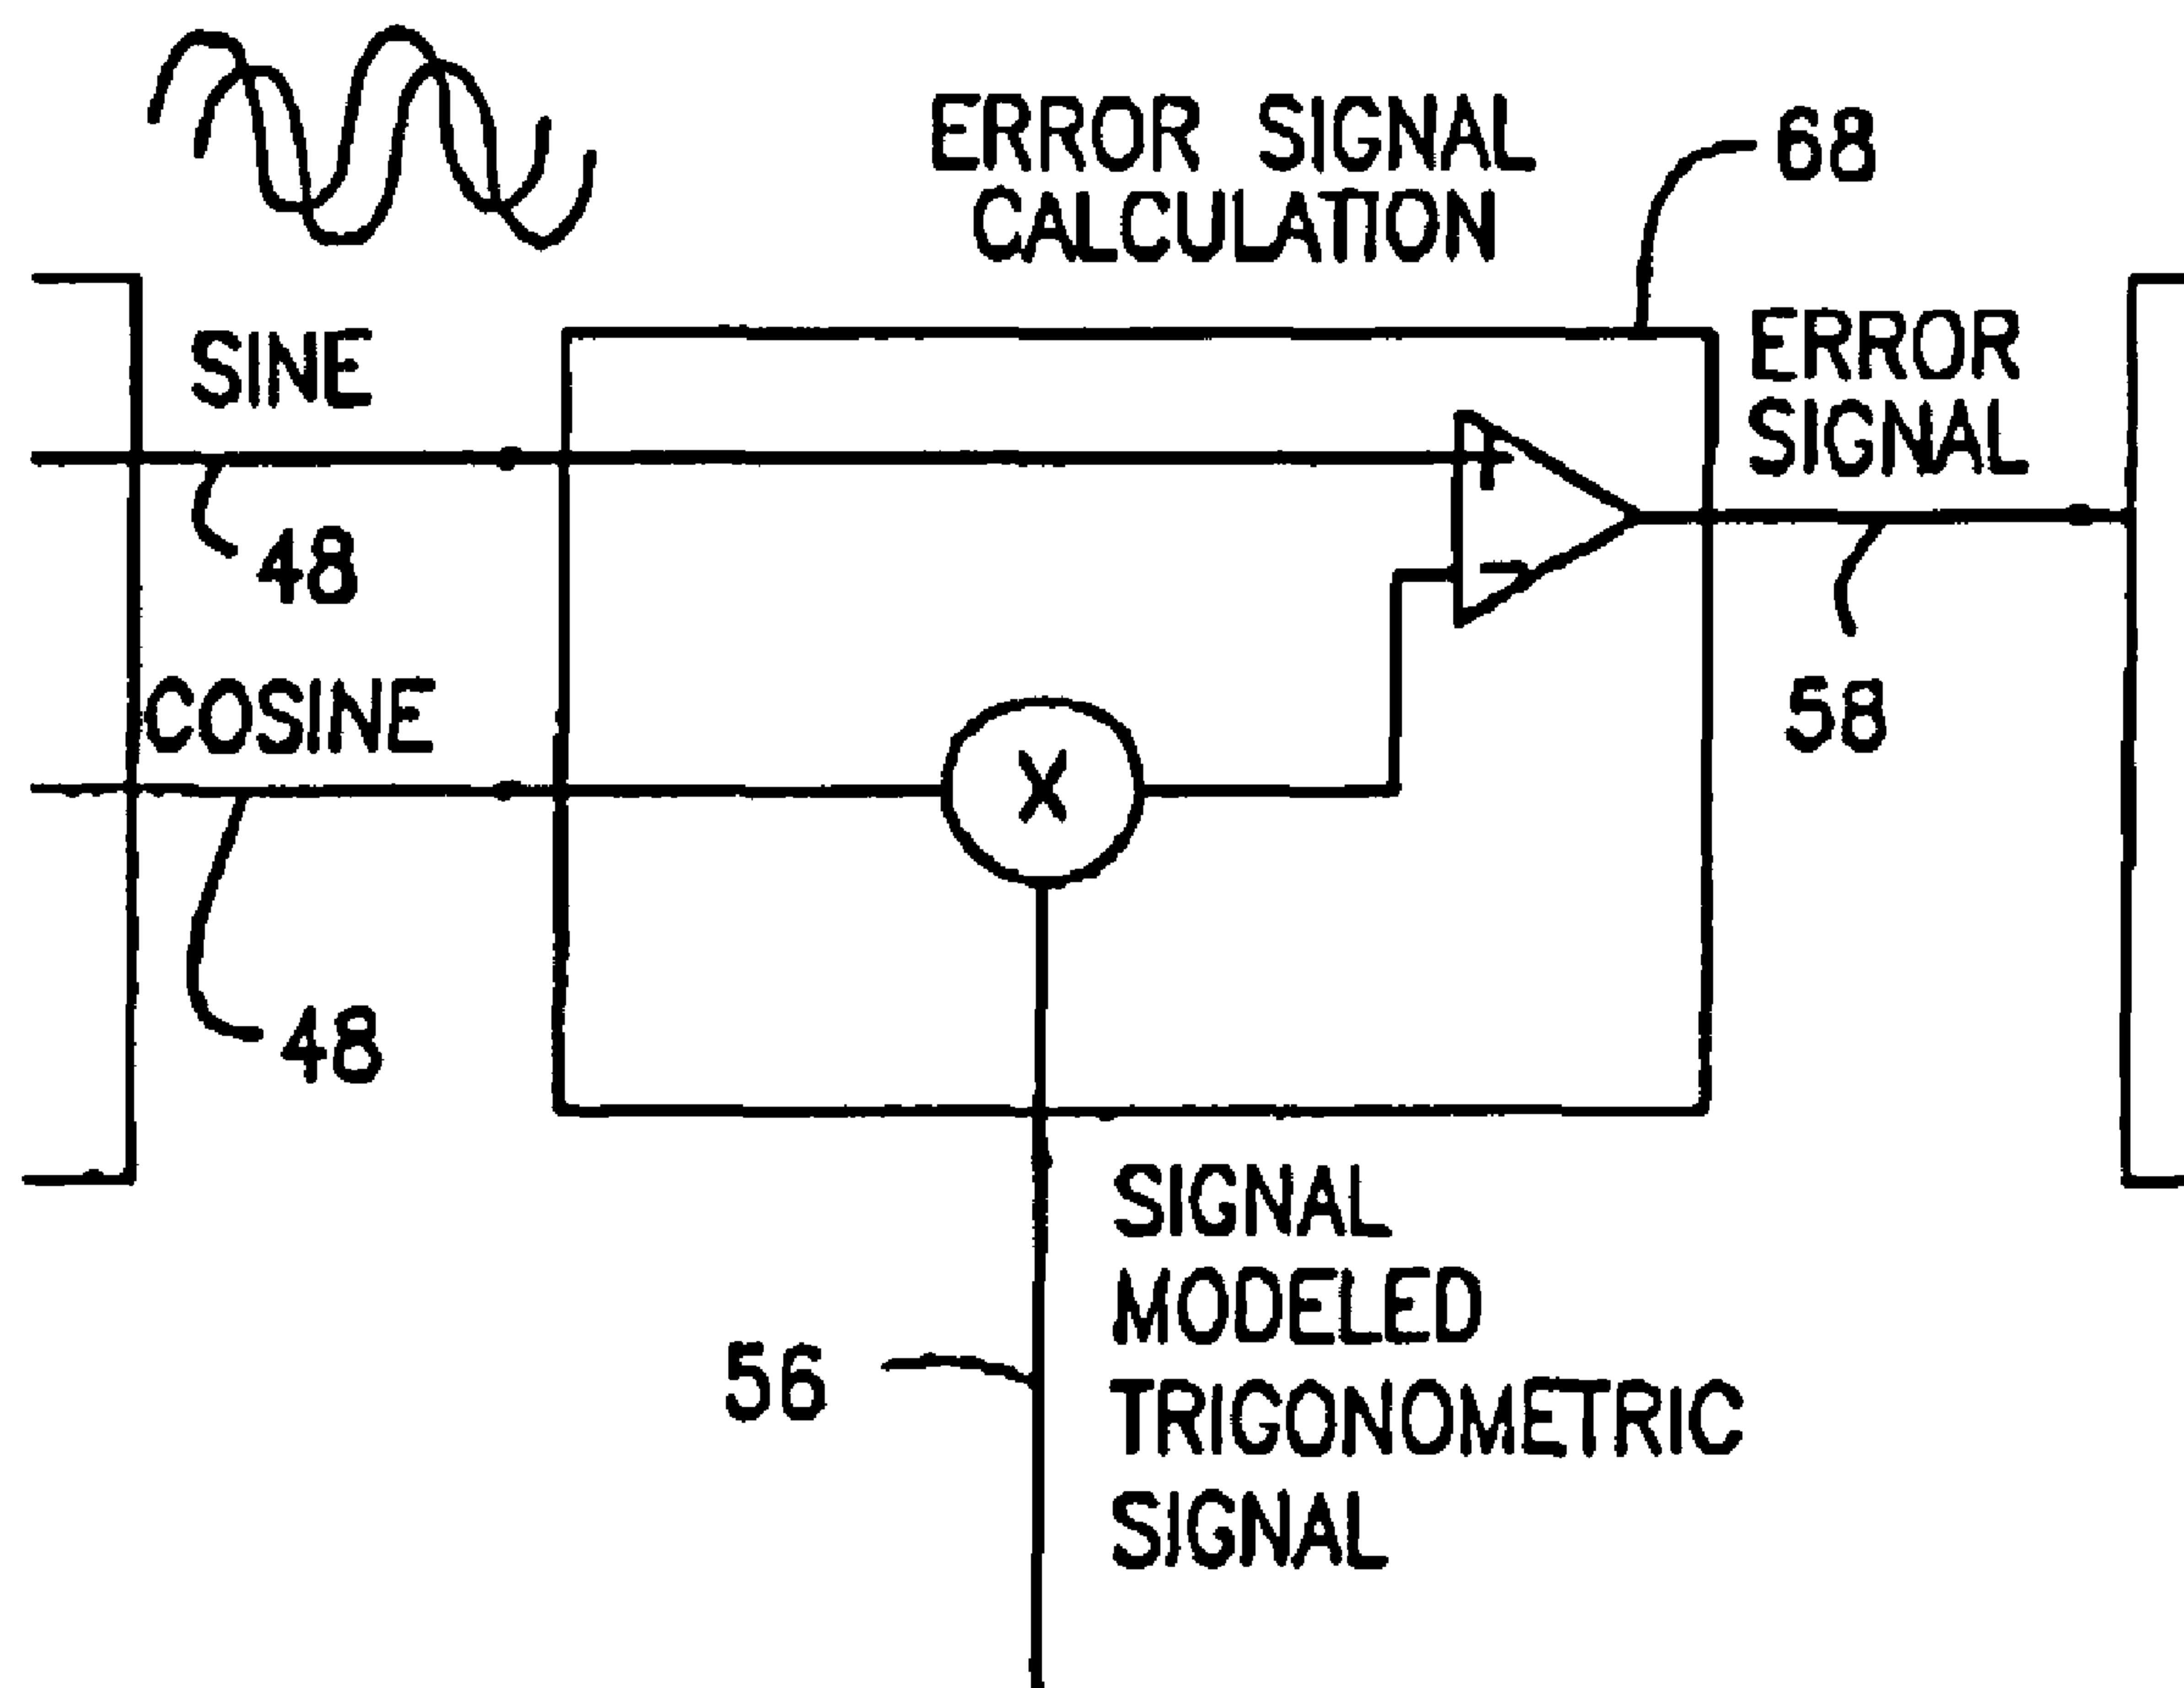 ERROR SIGNAL
CALCULATION
68
SINE
ERROR
SIGNAL
+
48
−
COSINE
58
X
48
SIGNAL
MODELED
56
TRIGONOMETRIC
SIGNAL